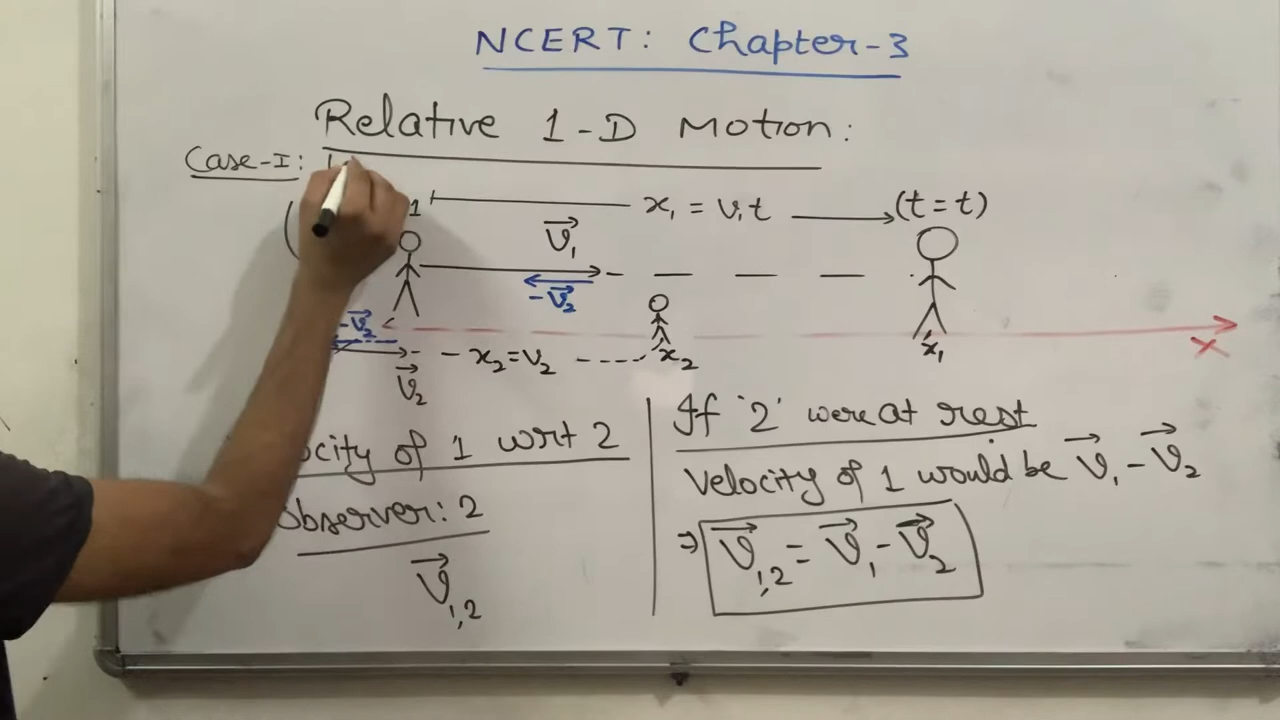 NCERT: Chapter-3
Relative 1-D Motion:
Case-I:
1 x₁ = v₁t (t = t)
v⃗₁
-v⃗₂
-v⃗₂
x₂ = v₂ x₂ x₁ x
v⃗₂
ocity of 1 wrt 2
Observer: 2
v⃗₁,₂
If '2' were at rest
Velocity of 1 would be v⃗₁ - v⃗₂
⇒ v⃗₁,₂ = v⃗₁ - v⃗₂